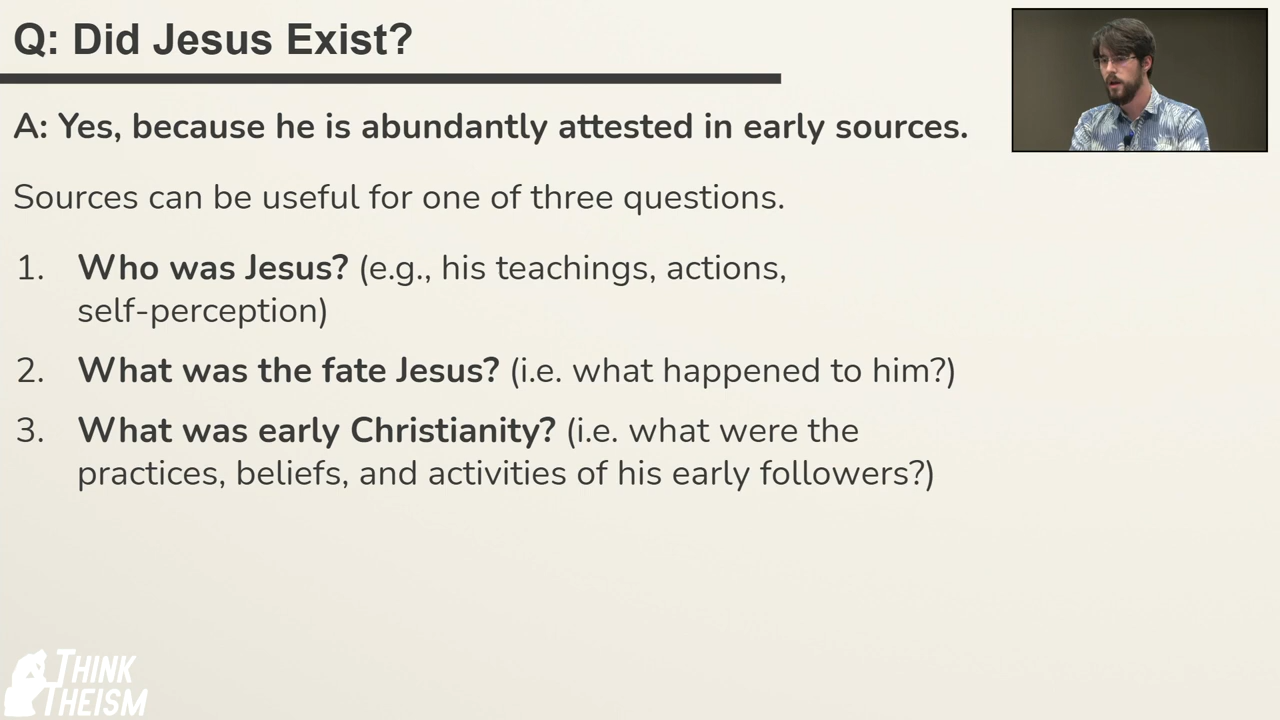 Q: Did Jesus Exist?
A: Yes, because he is abundantly attested in early sources.
Sources can be useful for one of three questions.
1. Who was Jesus? (e.g., his teachings, actions,
self-perception)
2. What was the fate Jesus? (i.e. what happened to him?)
3. What was early Christianity? (i.e. what were the
practices, beliefs, and activities of his early followers?)
THINK
THEISM